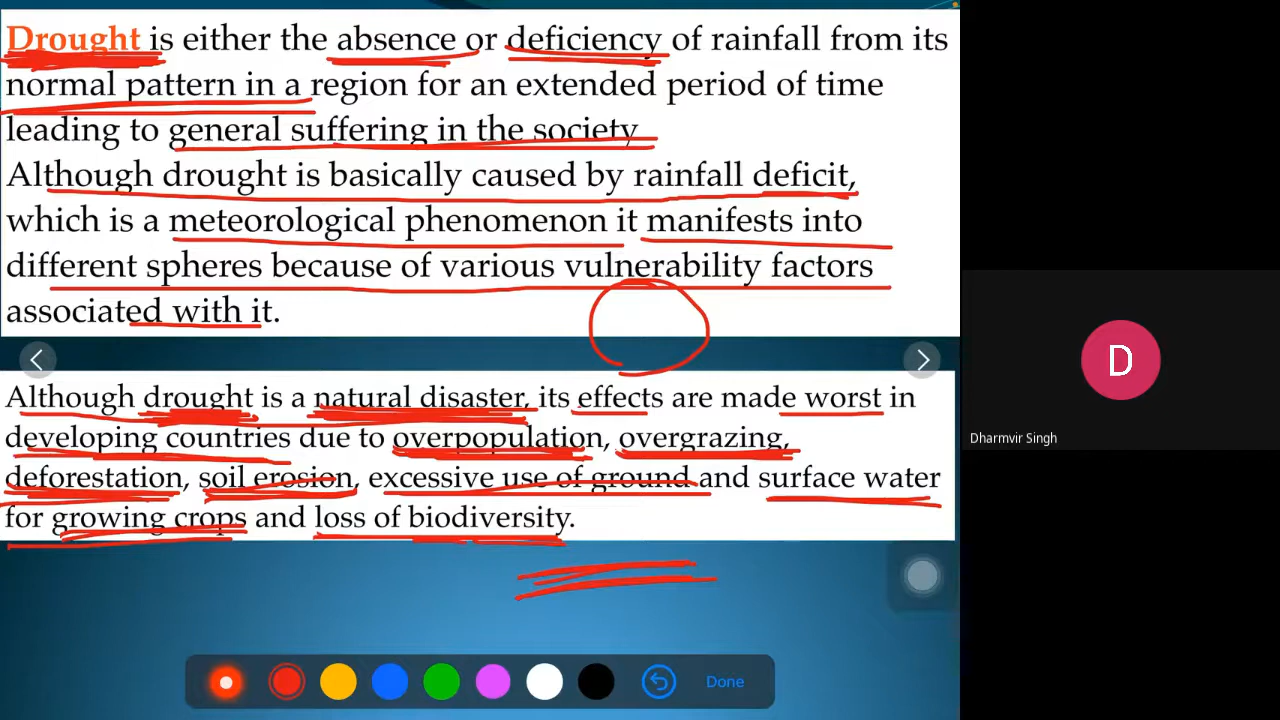 Drought is either the absence or deficiency of rainfall from its
normal pattern in a region for an extended period of time
leading to general suffering in the society
Although drought is basically caused by rainfall deficit,
which is a meteorological phenomenon it manifests into
different spheres because of various vulnerability factors
associated with it.
Although drought is a natural disaster, its effects are made worst in
developing countries due to overpopulation, overgrazing,
deforestation, soil erosion, excessive use of ground and surface water
for growing crops and loss of biodiversity.
D
Dharmvir Singh
Done